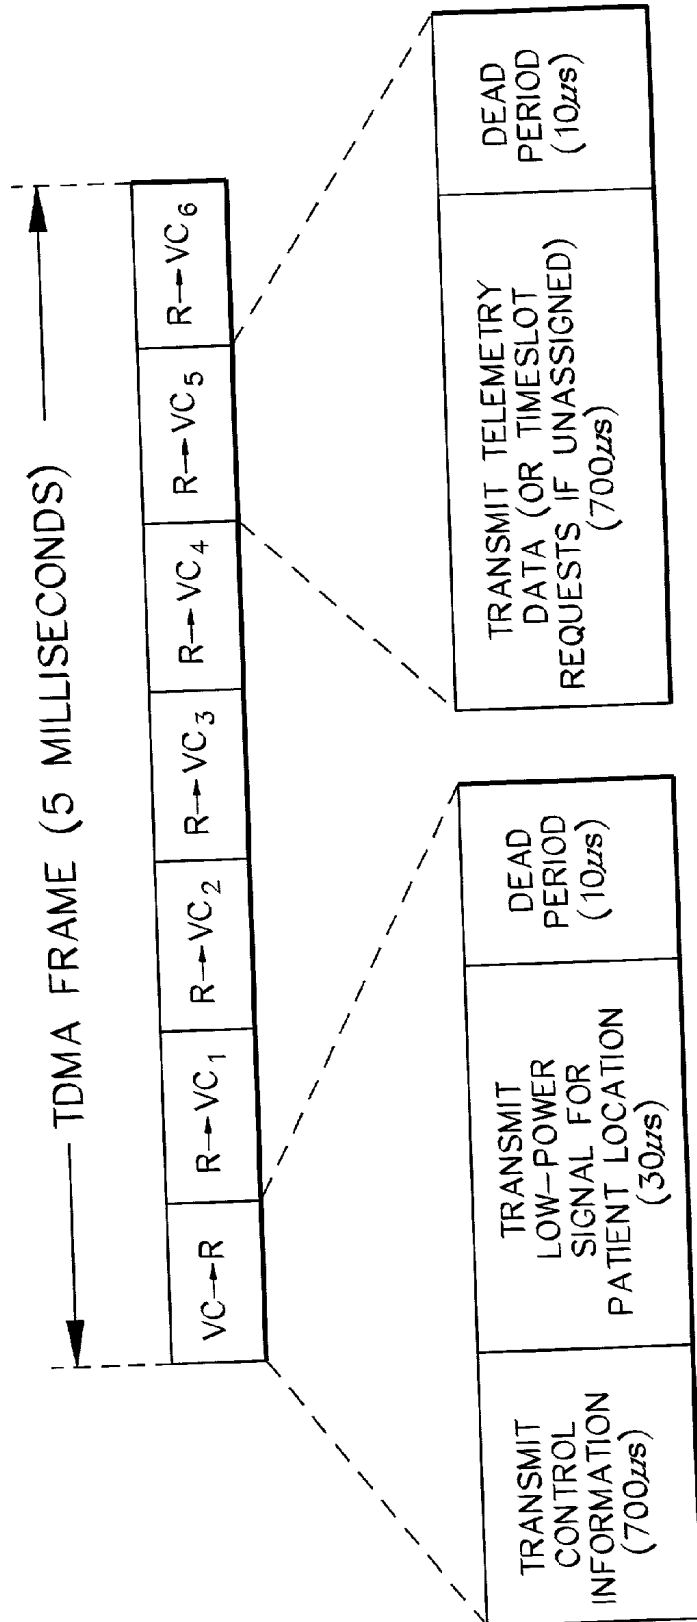 TDMA FRAME (5 MILLISECONDS)
VC→R
R→VC1
R→VC2
R→VC3
R→VC4
R→VC5
R→VC6
TRANSMIT
CONTROL
INFORMATION
(700µs)
TRANSMIT
LOW-POWER
SIGNAL FOR
PATIENT LOCATION
(30µs)
DEAD
PERIOD
(10µs)
TRANSMIT TELEMETRY
DATA (OR TIMESLOT
REQUESTS IF UNASSIGNED)
(700µs)
DEAD
PERIOD
(10µs)